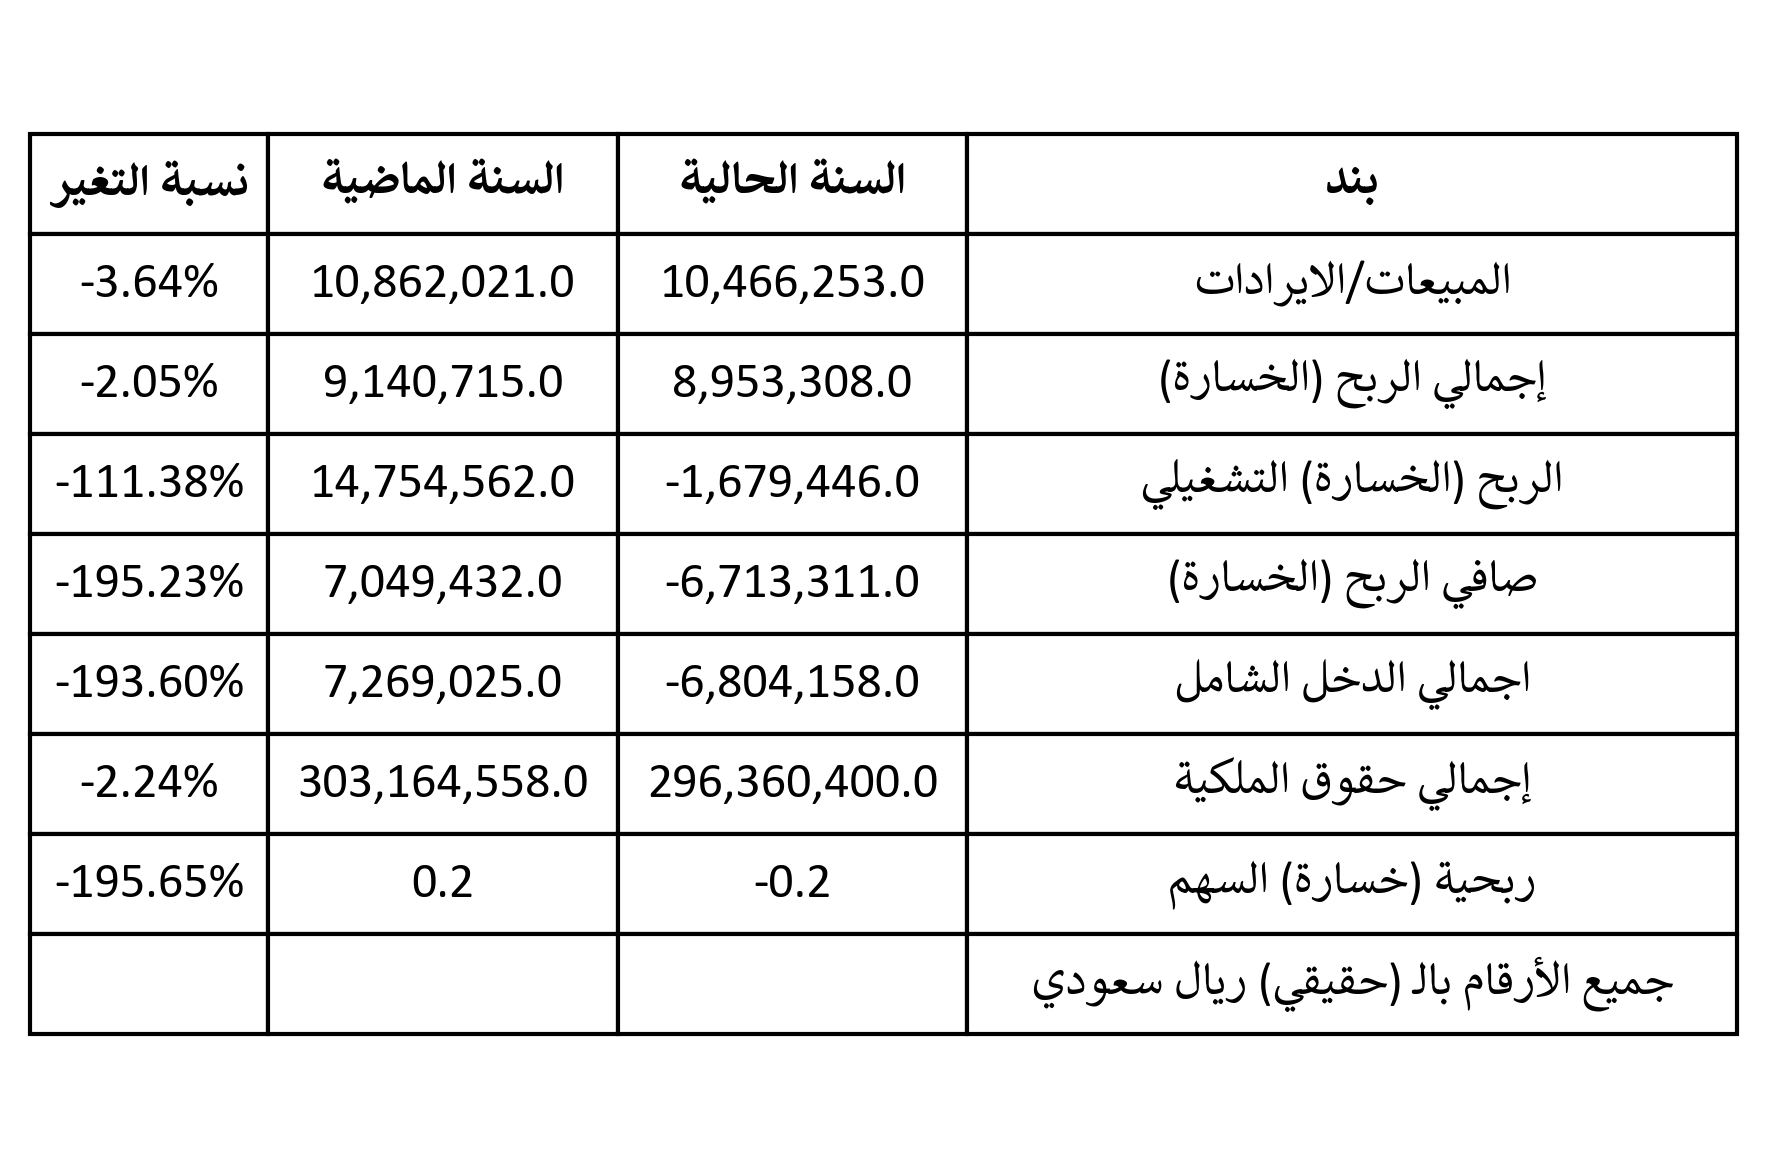 بند السنة الحالية السنة الماضية نسبة التغير
المبيعات/الايرادات 10,466,253.0 10,862,021.0 -3.64%
إجمالي الربح (الخسارة) 8,953,308.0 9,140,715.0 -2.05%
الربح (الخسارة) التشغيلي -1,679,446.0 14,754,562.0 -111.38%
صافي الربح (الخسارة) -6,713,311.0 7,049,432.0 -195.23%
اجمالي الدخل الشامل -6,804,158.0 7,269,025.0 -193.60%
إجمالي حقوق الملكية 296,360,400.0 303,164,558.0 -2.24%
ربحية (خسارة) السهم -0.2 0.2 -195.65%
جميع الأرقام بالـ (حقيقي) ريال سعودي